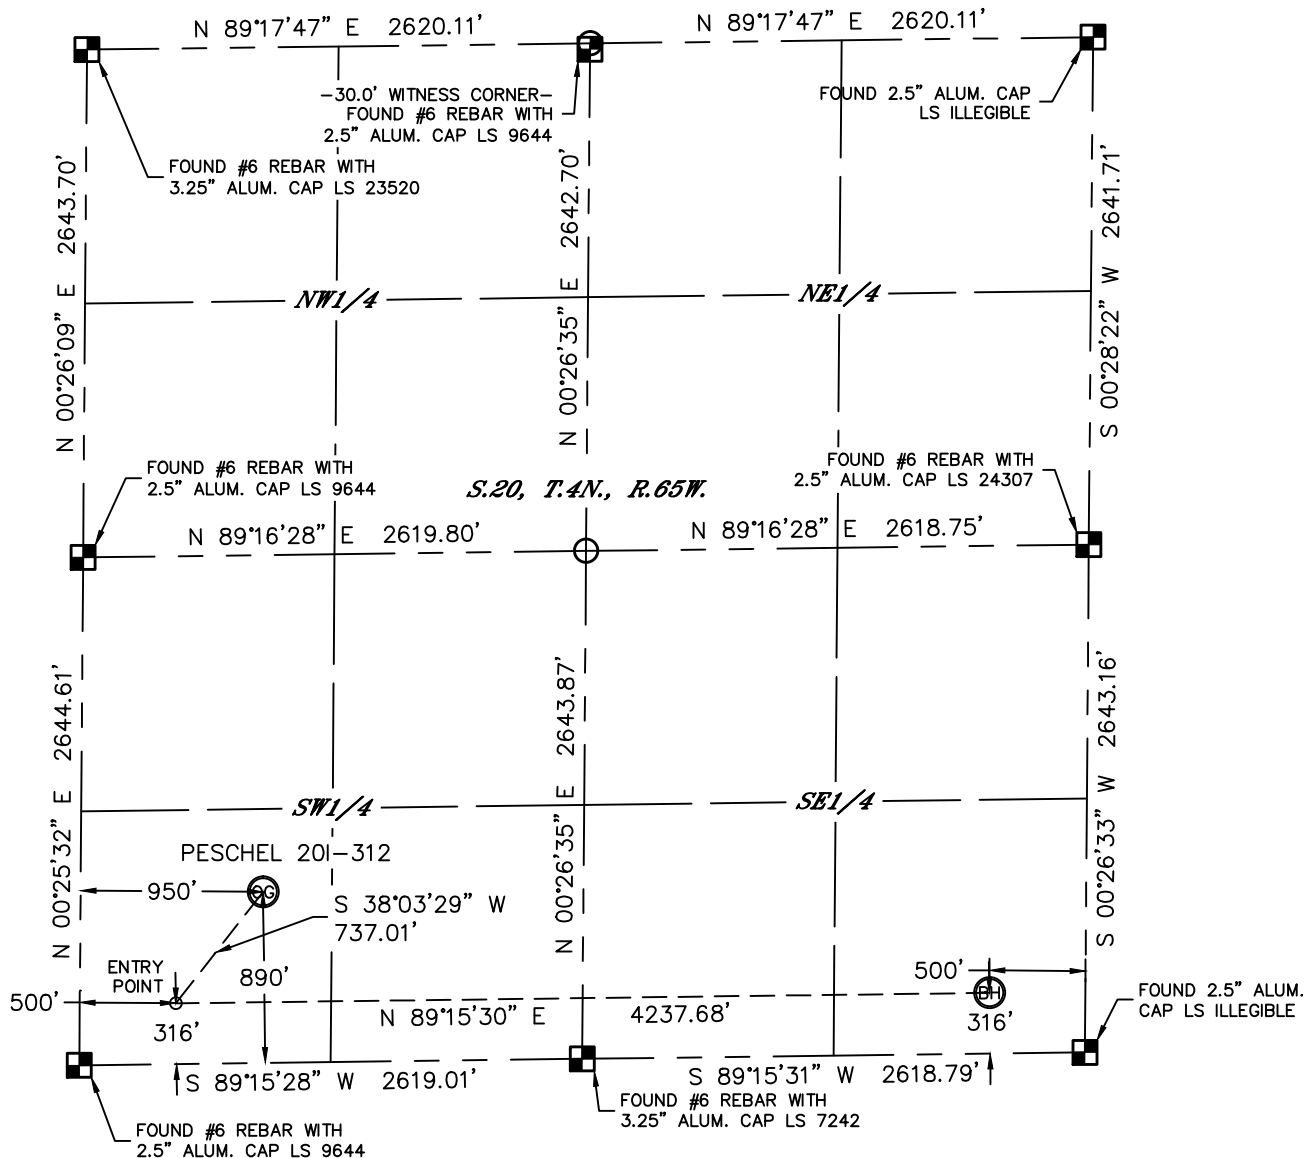 N 89°17'47" E 2620.11'
N 89°17'47" E 2620.11'
-30.0' WITNESS CORNER-
FOUND #6 REBAR WITH
2.5" ALUM. CAP LS 9644
FOUND 2.5" ALUM. CAP
LS ILLEGIBLE
FOUND #6 REBAR WITH
3.25" ALUM. CAP LS 23520
N 00°26'09" E 2643.70'
N 00°26'35" E 2642.70'
S 00°28'22" W 2641.71'
NW1/4
NE1/4
FOUND #6 REBAR WITH
2.5" ALUM. CAP LS 9644
S.20, T.4N., R.65W.
FOUND #6 REBAR WITH
2.5" ALUM. CAP LS 24307
N 89°16'28" E 2619.80'
N 89°16'28" E 2618.75'
N 00°25'32" E 2644.61'
N 00°26'35" E 2643.87'
S 00°26'33" W 2643.16'
SW1/4
SE1/4
PESCHEL 20I-312
950'
OG
S 38°03'29" W
737.01'
890'
ENTRY
POINT
500'
316'
N 89°15'30" E 4237.68'
500'
BH
316'
FOUND 2.5" ALUM.
CAP LS ILLEGIBLE
S 89°15'28" W 2619.01'
S 89°15'31" W 2618.79'
FOUND #6 REBAR WITH
3.25" ALUM. CAP LS 7242
FOUND #6 REBAR WITH
2.5" ALUM. CAP LS 9644